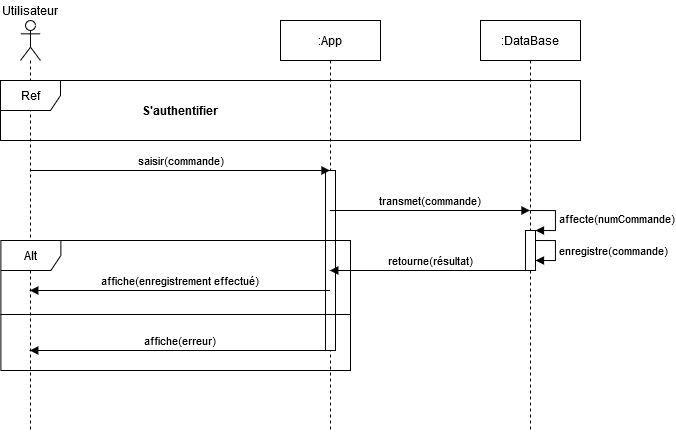 Utilisateur
:App
:DataBase
Ref
S'authentifier
saisir(commande)
transmet(commande)
affecte(numCommande)
Alt
enregistre(commande)
retourne(résultat)
affiche(enregistrement effectué)
affiche(erreur)